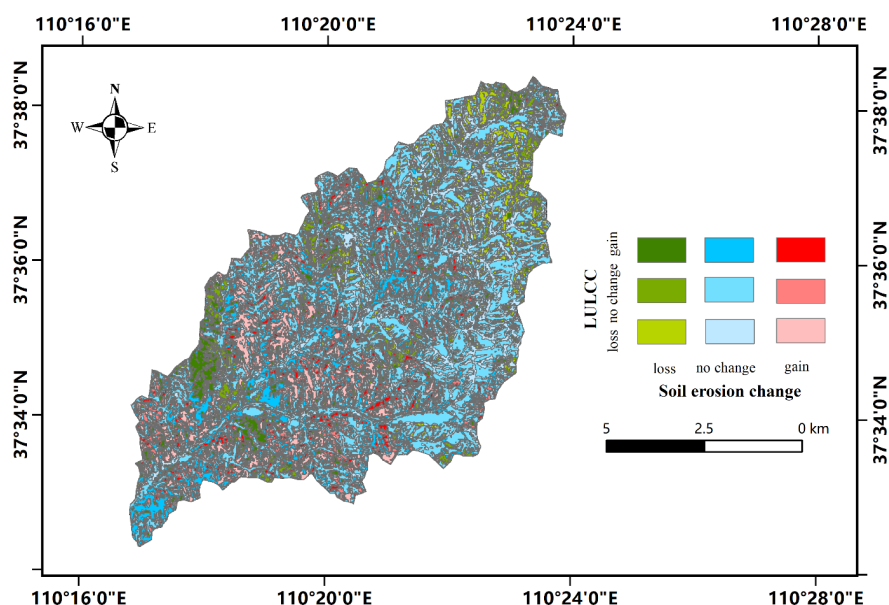 110°16'0"E 110°20'0"E 110°24'0"E 110°28'0"E
37°38'0"N
37°36'0"N
37°34'0"N
N
W E
S
37°38'0"N
37°36'0"N
37°34'0"N
LULCC
gain
no change
loss
loss no change gain
Soil erosion change
5 2.5 0 km
110°16'0"E 110°20'0"E 110°24'0"E 110°28'0"E